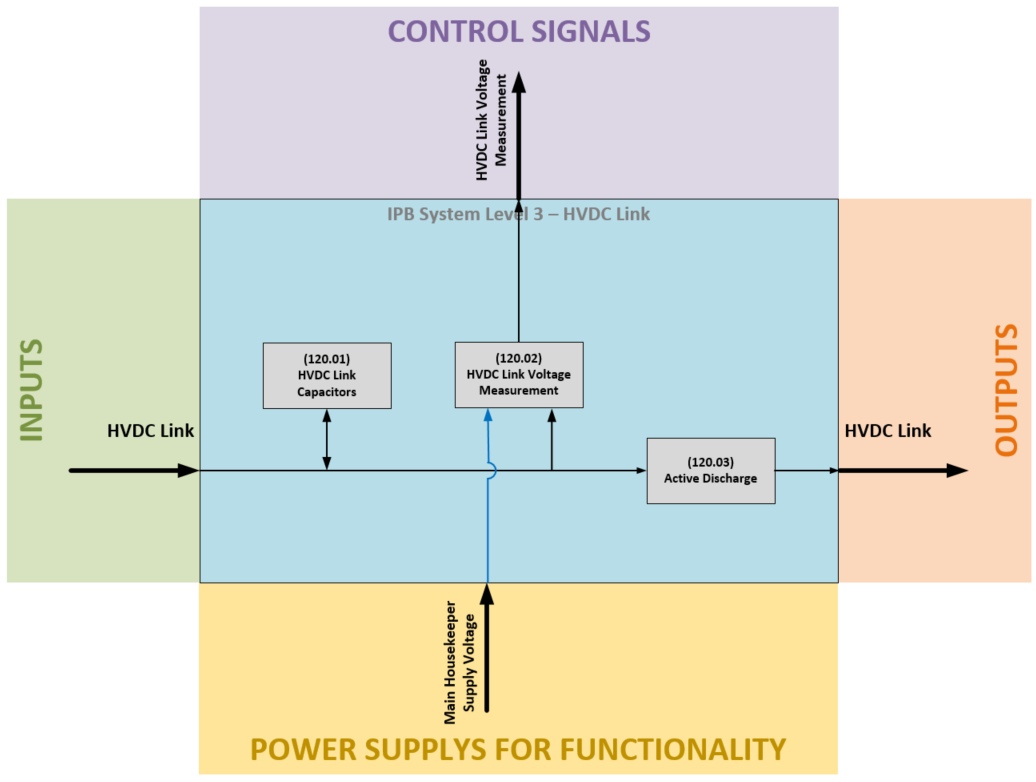 CONTROL SIGNALS
HVDC Link Voltage
Measurement
IPB System Level 3 – HVDC Link
INPUTS
HVDC Link
(120.01)
HVDC Link
Capacitors
(120.02)
HVDC Link Voltage
Measurement
(120.03)
Active Discharge
HVDC Link
OUTPUTS
Main Housekeeper
Supply Voltage
POWER SUPPLYS FOR FUNCTIONALITY